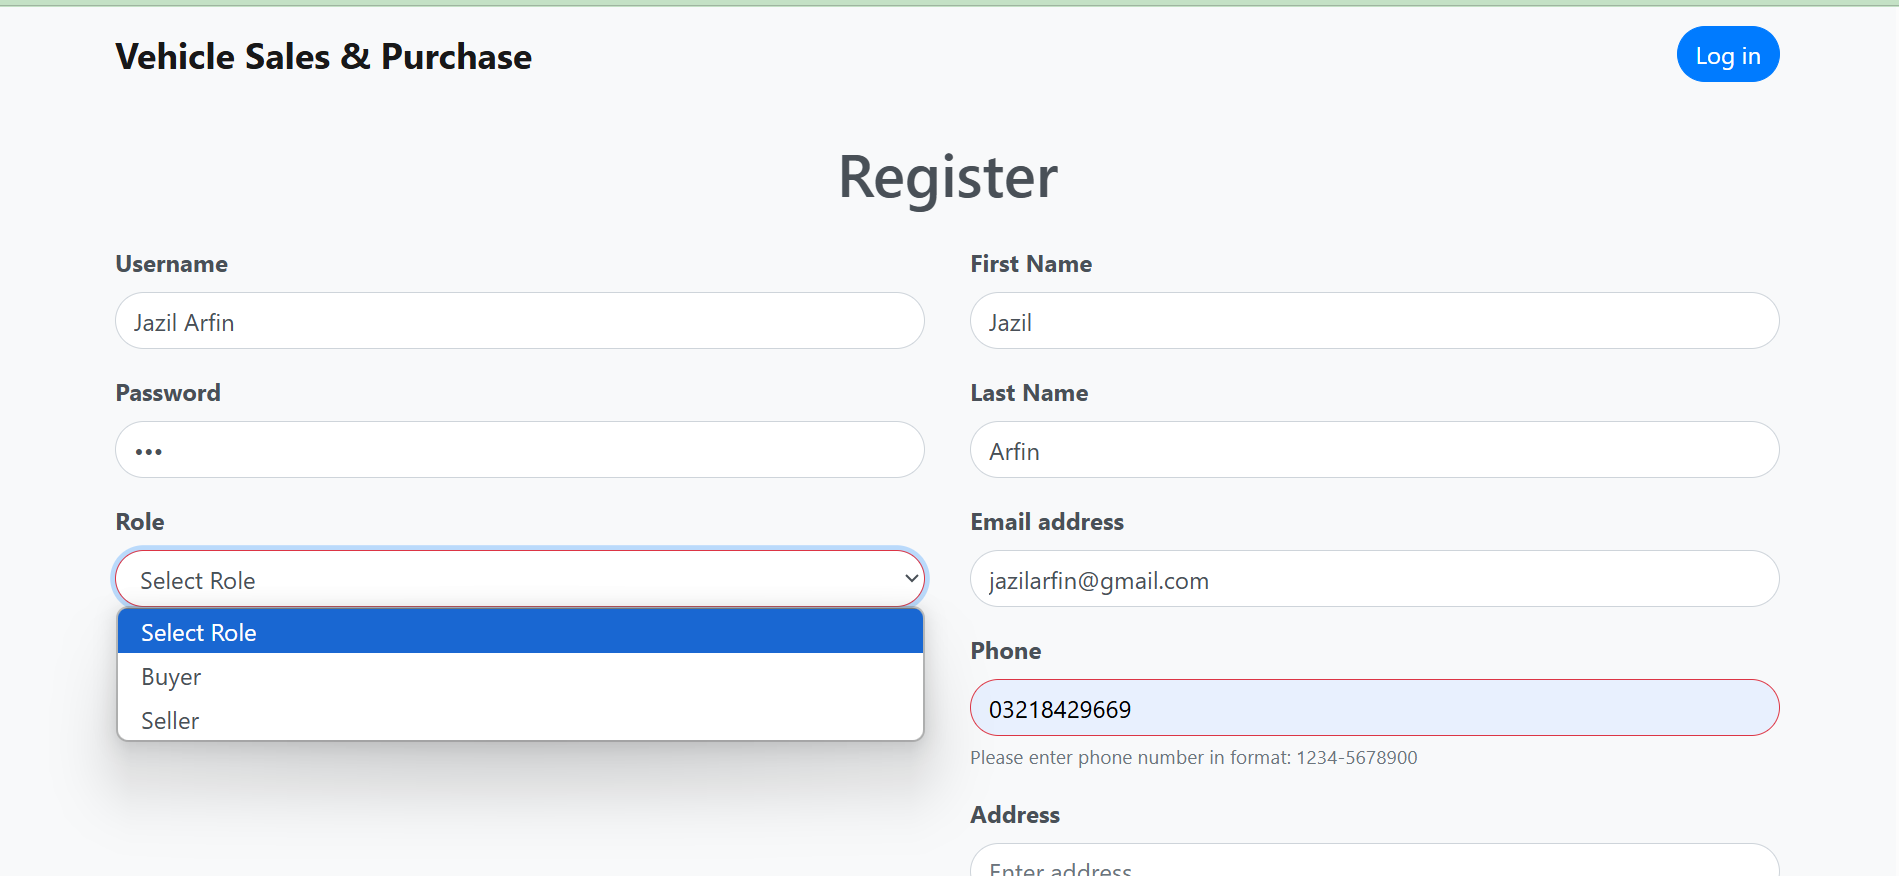 Vehicle Sales & Purchase
Log in
Register
Username
Jazil Arfin
Password
•••
Role
Select Role
Select Role
Buyer
Seller
First Name
Jazil
Last Name
Arfin
Email address
jazilarfin@gmail.com
Phone
03218429669
Please enter phone number in format: 1234-5678900
Address
Enter address